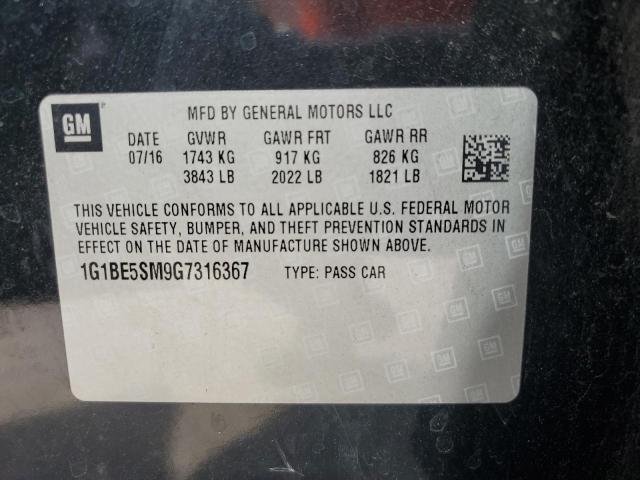 GM
MFD BY GENERAL MOTORS LLC
DATE GVWR GAWR FRT GAWR RR
07/16 1743 KG 917 KG 826 KG
3843 LB 2022 LB 1821 LB
THIS VEHICLE CONFORMS TO ALL APPLICABLE U.S. FEDERAL MOTOR
VEHICLE SAFETY, BUMPER, AND THEFT PREVENTION STANDARDS IN
EFFECT ON THE DATE OF MANUFACTURE SHOWN ABOVE.
1G1BE5SM9G7316367 TYPE: PASS CAR